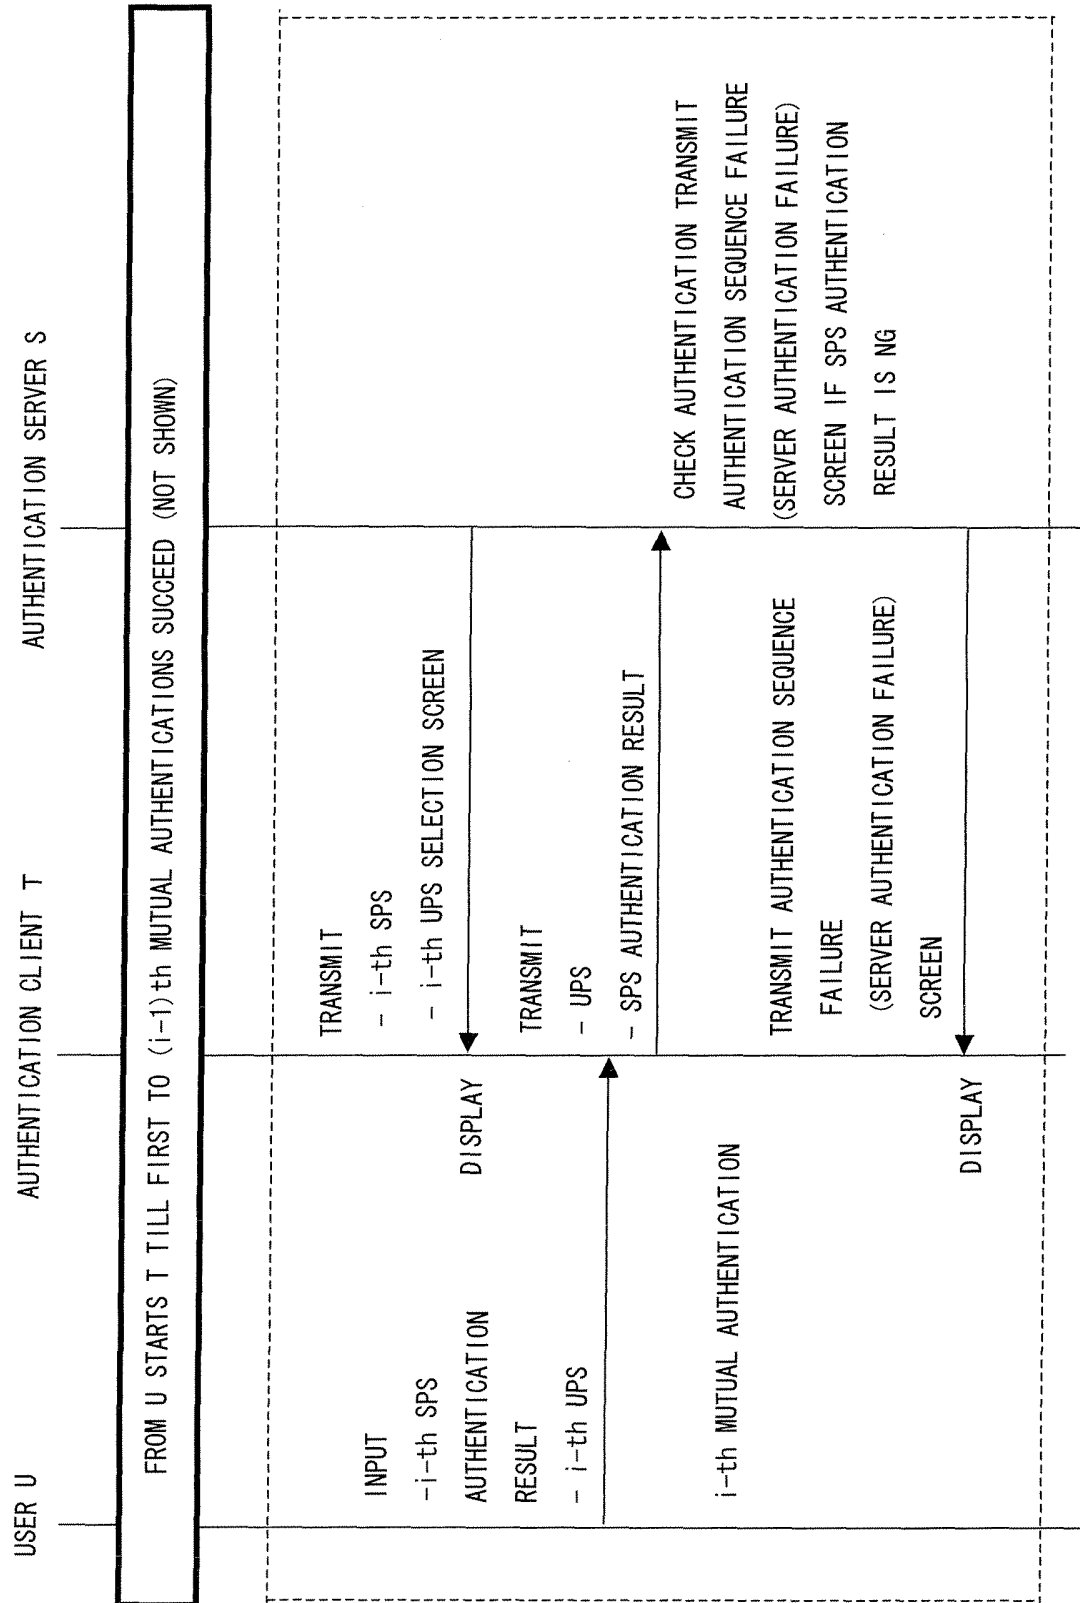 USER U
AUTHENTICATION CLIENT T
AUTHENTICATION SERVER S
FROM U STARTS T TILL FIRST TO (i-1)th MUTUAL AUTHENTICATIONS SUCCEED (NOT SHOWN)
TRANSMIT
- i-th SPS
- i-th UPS SELECTION SCREEN
DISPLAY
INPUT
-i-th SPS
AUTHENTICATION
RESULT
- i-th UPS
TRANSMIT
- UPS
- SPS AUTHENTICATION RESULT
CHECK AUTHENTICATION TRANSMIT
AUTHENTICATION SEQUENCE FAILURE
(SERVER AUTHENTICATION FAILURE)
SCREEN IF SPS AUTHENTICATION
RESULT IS NG
i-th MUTUAL AUTHENTICATION
TRANSMIT AUTHENTICATION SEQUENCE
FAILURE
(SERVER AUTHENTICATION FAILURE)
SCREEN
DISPLAY